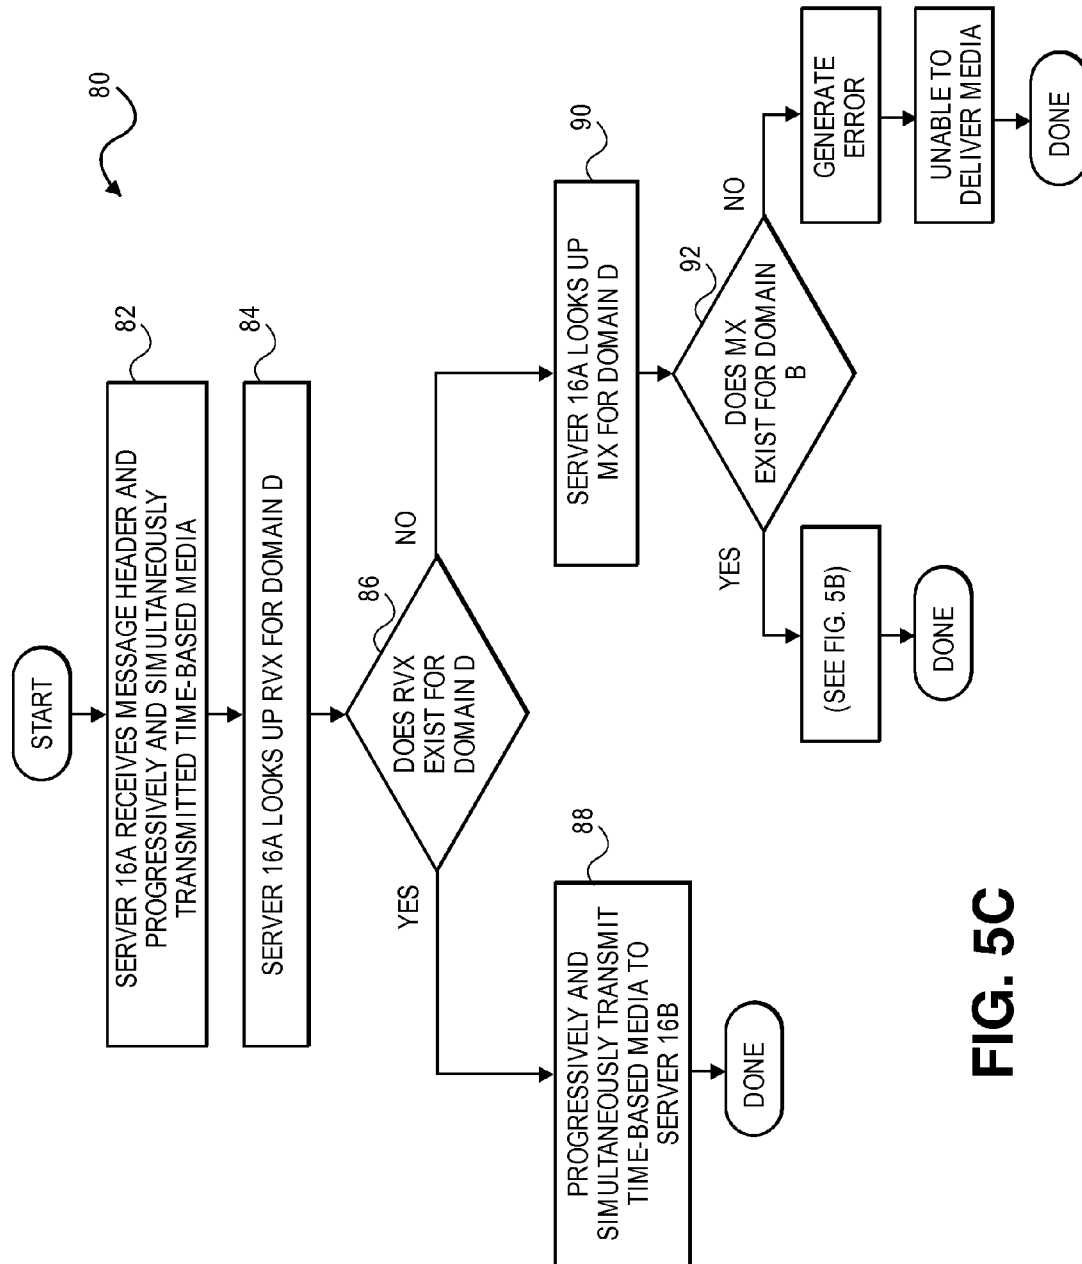 START
80
82
SERVER 16A RECEIVES MESSAGE HEADER AND
PROGRESSIVELY AND SIMULTANEOUSLY
TRANSMITTED TIME-BASED MEDIA
84
SERVER 16A LOOKS UP RVX FOR DOMAIN D
86
DOES RVX
EXIST FOR
DOMAIN D
YES
NO
88
PROGRESSIVELY AND
SIMULTANEOUSLY TRANSMIT
TIME-BASED MEDIA TO
SERVER 16B
DONE
90
SERVER 16A LOOKS UP
MX FOR DOMAIN D
92
DOES MX
EXIST FOR DOMAIN
B
YES
NO
(SEE FIG. 5B)
DONE
GENERATE
ERROR
UNABLE TO
DELIVER MEDIA
DONE
FIG. 5C